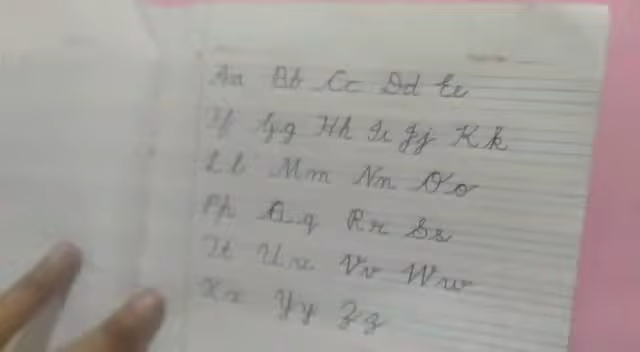 Aa Bb Cc Dd Ee
Ff Gg Hh Ii Jj Kk
Ll Mm Nn Oo
Pp Qq Rr Ss
Tt Uu Vv Ww
Xx Yy Zz